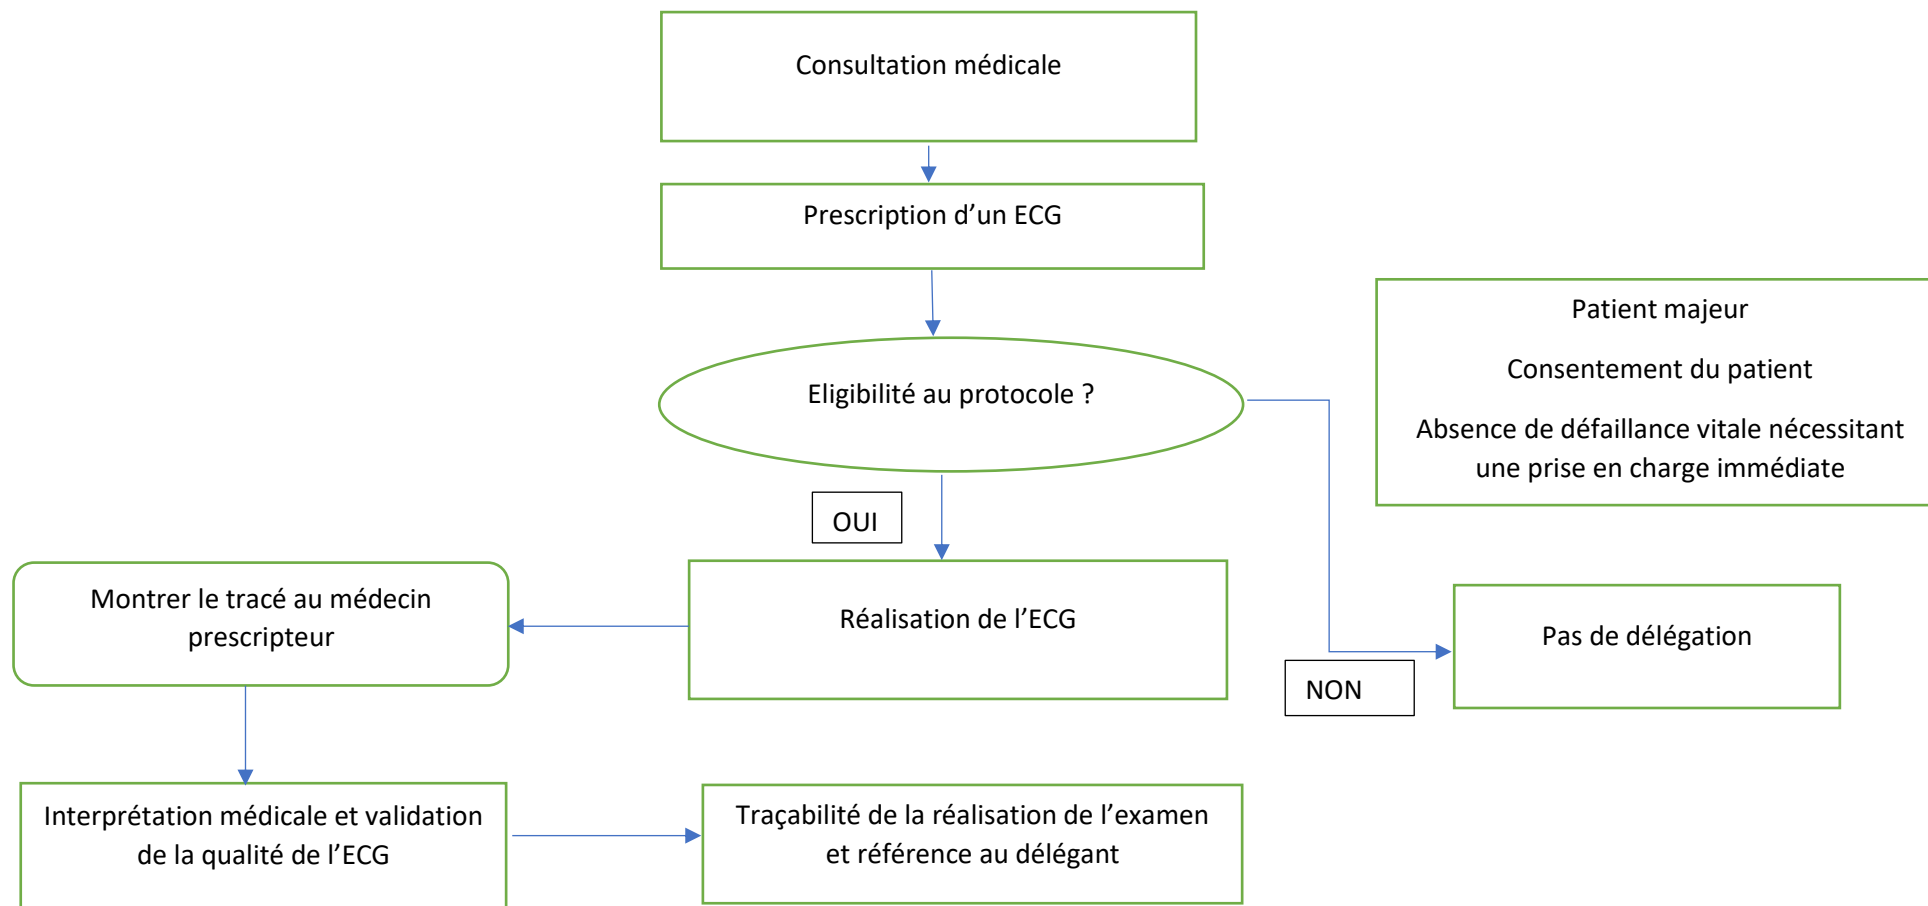 Consultation médicale
Prescription d’un ECG
Eligibilité au protocole ?
Patient majeur
Consentement du patient
Absence de défaillance vitale nécessitant
une prise en charge immédiate
OUI
NON
Réalisation de l’ECG
Pas de délégation
Montrer le tracé au médecin
prescripteur
Interprétation médicale et validation
de la qualité de l’ECG
Traçabilité de la réalisation de l’examen
et référence au délégant